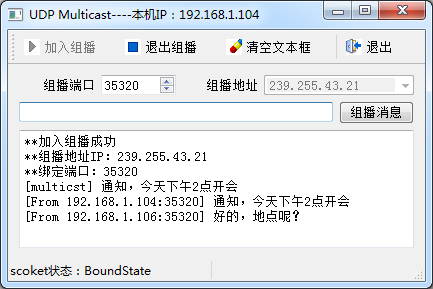 UDP Multicast----本机IP：192.168.1.104
加入组播 退出组播 清空文本框 退出
组播端口 35320 组播地址 239.255.43.21
组播消息
**加入组播成功
**组播地址IP：239.255.43.21
**绑定端口：35320
[multicst] 通知，今天下午2点开会
[From 192.168.1.104:35320] 通知，今天下午2点开会
[From 192.168.1.106:35320] 好的，地点呢？
scoket状态：BoundState